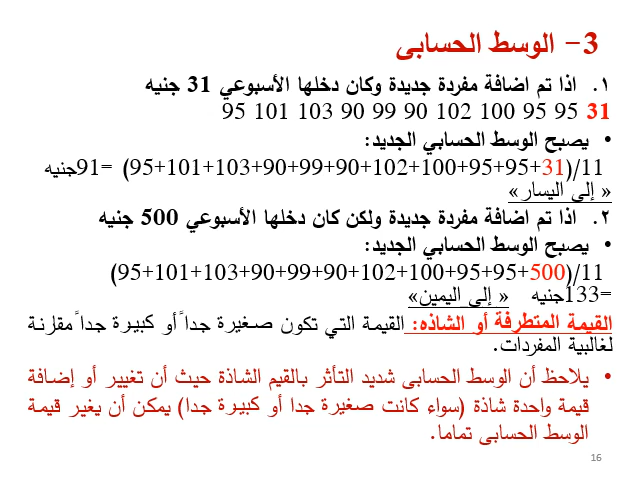 3- الوسط الحسابى
١. اذا تم اضافة مفردة جديدة وكان دخلها الأسبوعي 31 جنيه
95 101 103 90 99 90 102 100 95 95 31
• يصبح الوسط الحسابي الجديد:
(95+101+103+90+99+90+102+100+95+95+31)/11 =91جنيه
« إلى اليسار»
٢. اذا تم اضافة مفردة جديدة ولكن كان دخلها الأسبوعي 500 جنيه
• يصبح الوسط الحسابي الجديد:
(95+101+103+90+99+90+102+100+95+95+500)/11
=133جنيه « إلى اليمين»
القيمة المتطرفة أو الشاذه: القيمة التي تكون صغيرة جداً أو كبيرة جداً مقارنة
لغالبية المفردات.
• يلاحظ أن الوسط الحسابى شديد التأثر بالقيم الشاذة حيث أن تغيير أو إضافة
قيمة واحدة شاذة (سواء كانت صغيرة جدا أو كبيرة جدا) يمكن أن يغير قيمة
الوسط الحسابى تماما.
16